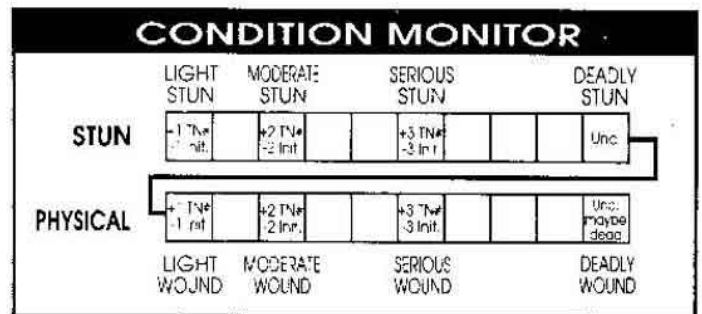 CONDITION MONITOR
LIGHT MODERATE SERIOUS DEADLY
STUN STUN STUN STUN
STUN
+1 TN# +2 TN# +3 TN# Unc.
-1 Init. -2 Init. -3 Init.
PHYSICAL
+1 TN# +2 TN# +3 TN# Unc.
-1 Init. -2 Init. -3 Init. maybe
dead
LIGHT MODERATE SERIOUS DEADLY
WOUND WOUND WOUND WOUND